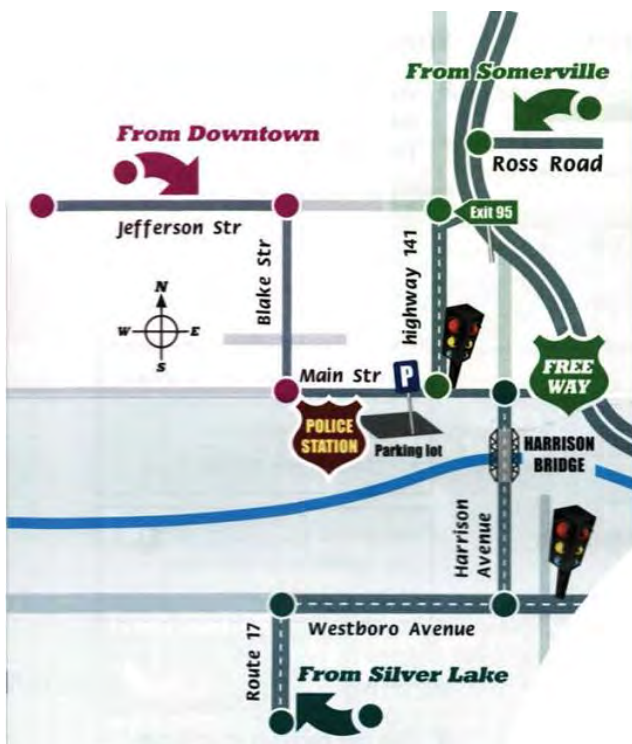 From Somerville
From Downtown
Ross Road
Exit 95
Jefferson Str
highway 141
Blake Str
N
W E
S
Main Str
P
FREE
WAY
POLICE
STATION
Parking lot
HARRISON
BRIDGE
Harrison
Avenue
Westboro Avenue
Route 17
From Silver Lake